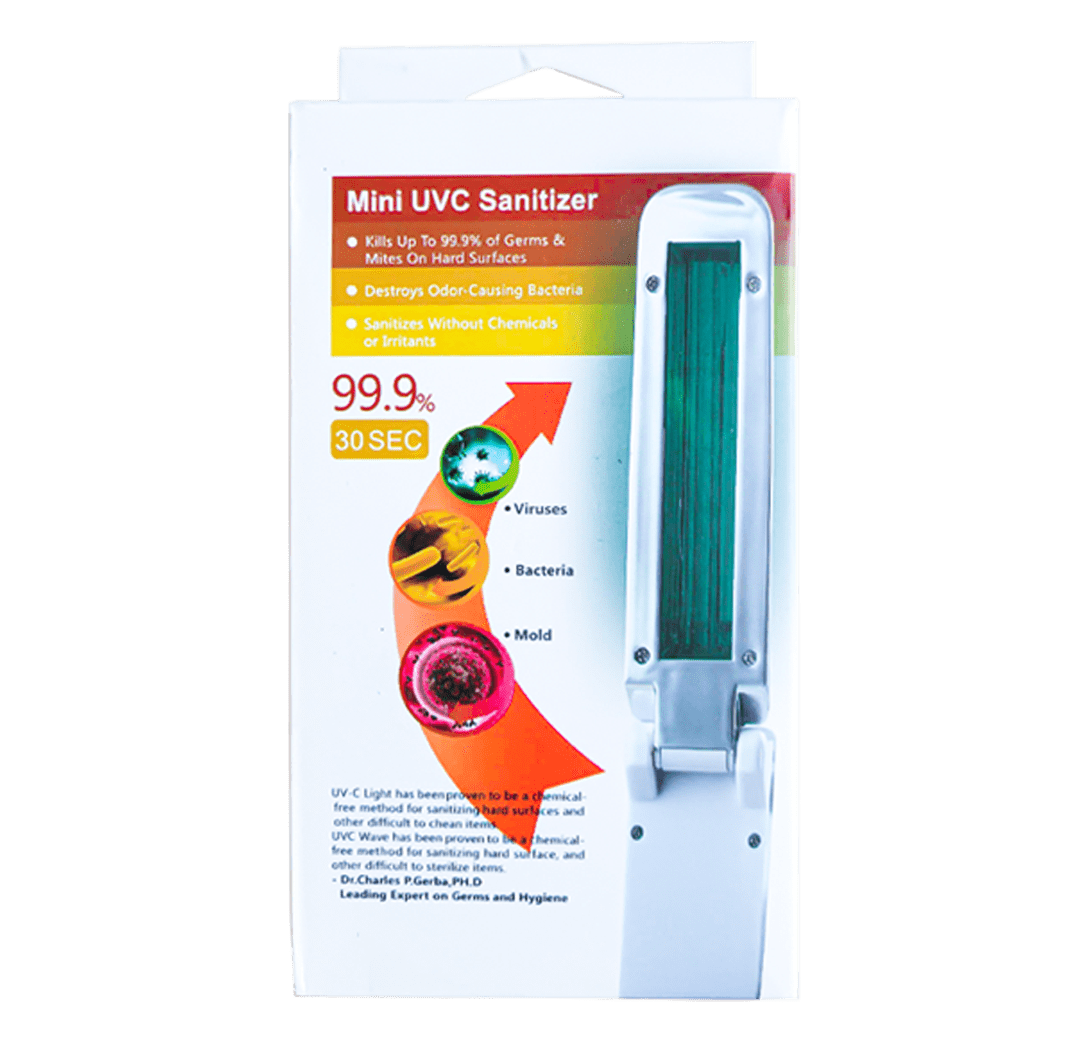 Mini UVC Sanitizer
● Kills Up To 99.9% of Germs &
Mites On Hard Surfaces
● Destroys Odor-Causing Bacteria
● Sanitizes Without Chemicals
or Irritants
99.9%
30 SEC
• Viruses
• Bacteria
• Mold
UV-C Light has been proven to be a chemical-
free method for sanitizing hard surfaces and
other difficult to chean items.
UVC Wave has been proven to be a chemical-
free method for sanitizing hard surface, and
other difficult to sterilize items.
- Dr.Charles P.Gerba,PH.D
Leading Expert on Germs and Hygiene